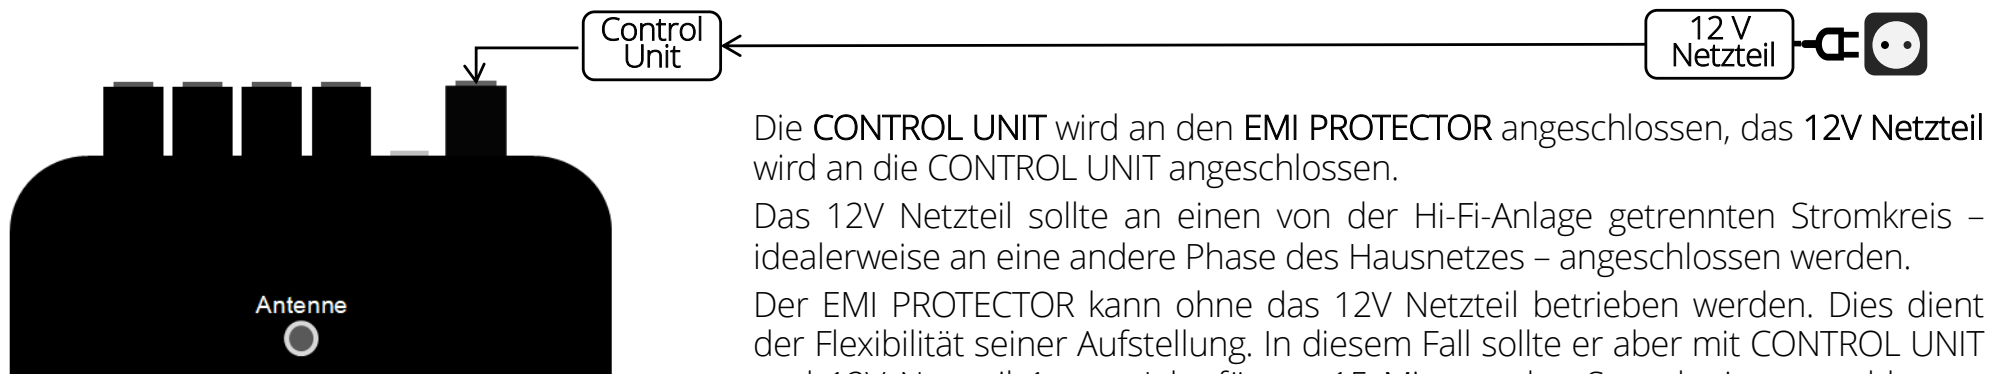 Control
Unit
12 V
Netzteil
Die CONTROL UNIT wird an den EMI PROTECTOR angeschlossen, das 12V Netzteil
wird an die CONTROL UNIT angeschlossen.
Das 12V Netzteil sollte an einen von der Hi-Fi-Anlage getrennten Stromkreis –
idealerweise an eine andere Phase des Hausnetzes – angeschlossen werden.
Der EMI PROTECTOR kann ohne das 12V Netzteil betrieben werden. Dies dient
der Flexibilität seiner Aufstellung. In diesem Fall sollte er aber mit CONTROL UNIT
Antenne